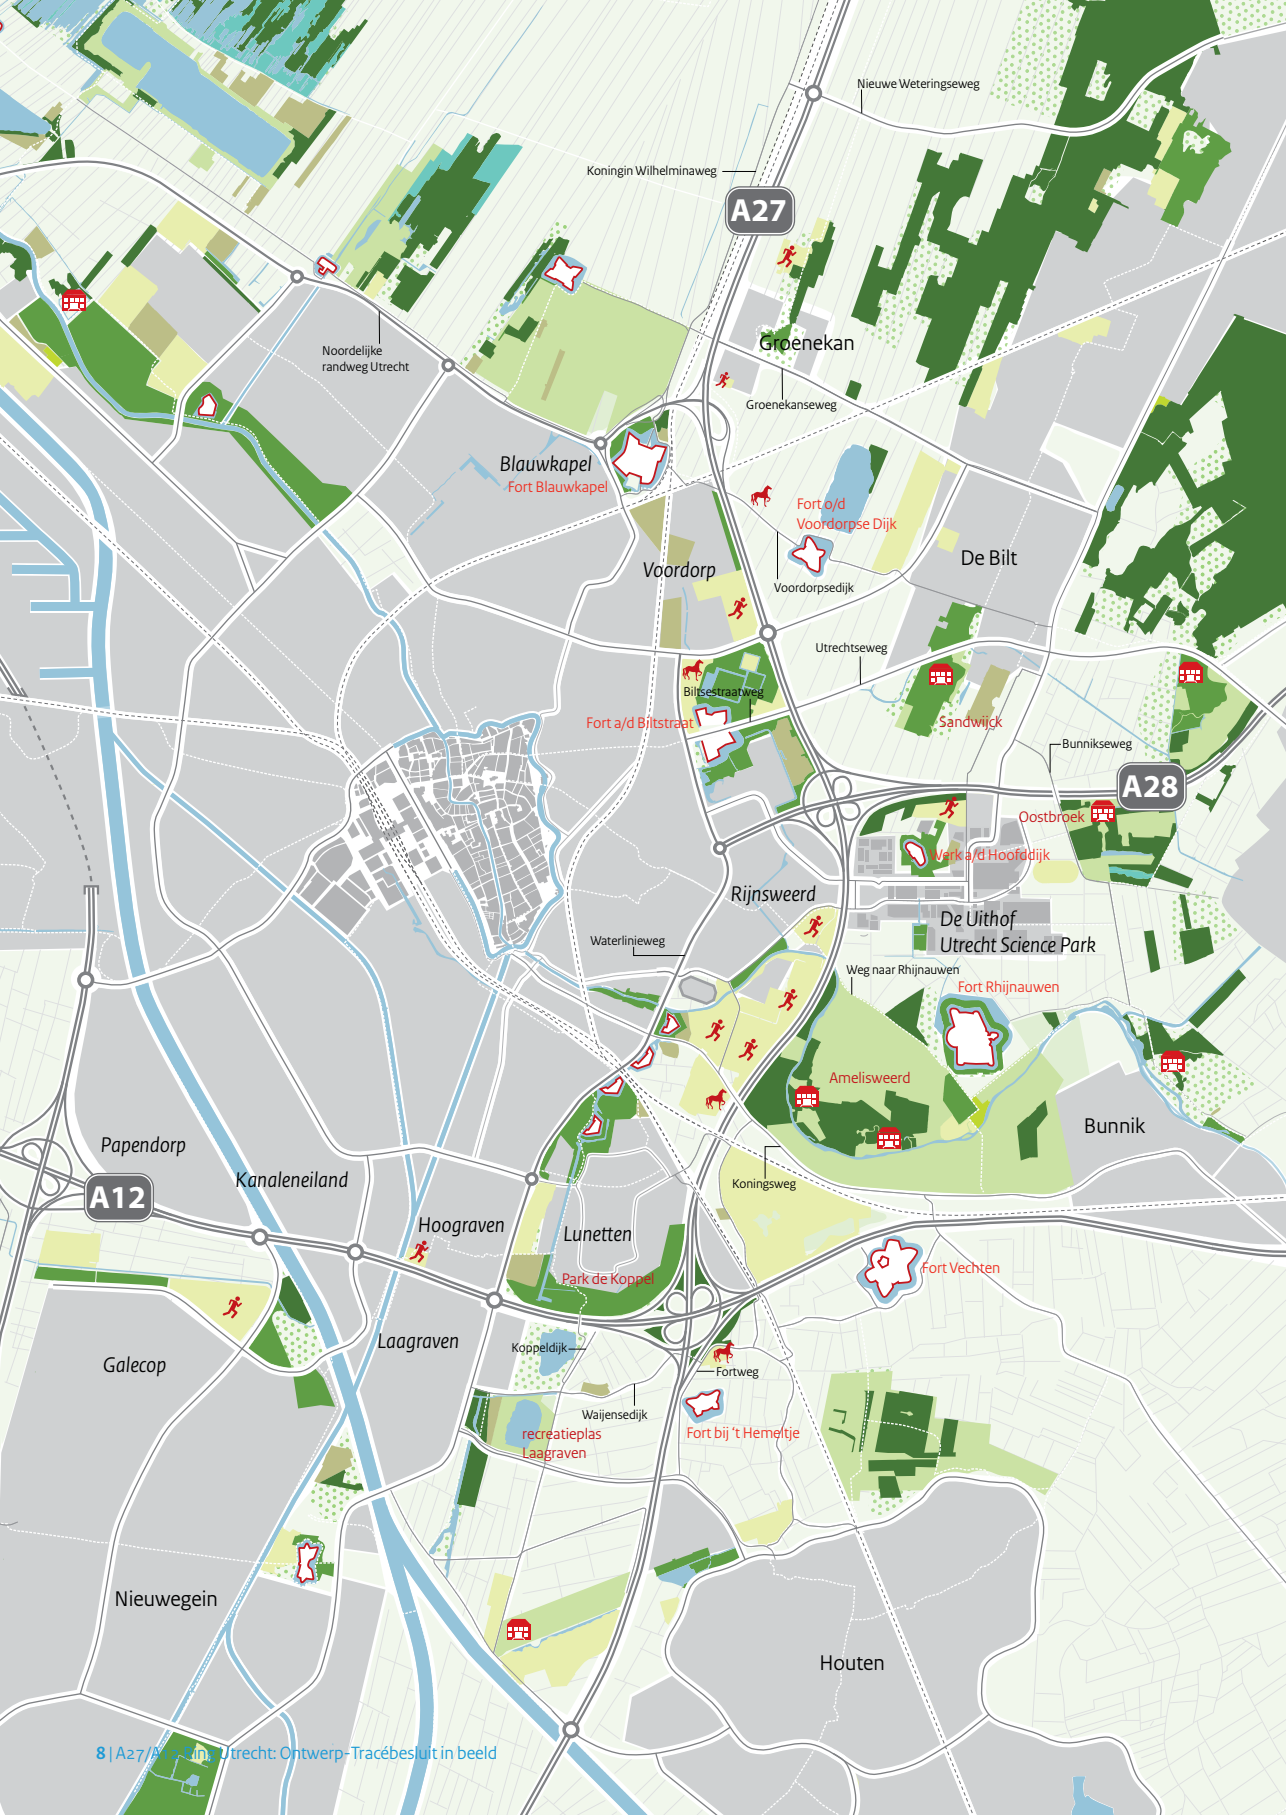 Nieuwe Weteringseweg
Koningin Wilhelminaweg
A27
Groenekan
Noordelijke
randweg Utrecht
Groenekanseweg
Blauwkapel
Fort Blauwkapel
Fort o/d
Voordorpse Dijk
De Bilt
Voordorp
Voordorpsedijk
Utrechtseweg
Biltsestraatweg
Fort a/d Biltstraat
Sandwijck
Bunnikseweg
A28
Oostbroek
Werk a/d Hoofddijk
Rijnsweerd
De Uithof
Utrecht Science Park
Waterlinieweg
Weg naar Rhijnauwen
Fort Rhijnauwen
Amelisweerd
Bunnik
Papendorp
Kanaleneiland
A12
Koningsweg
Hoograven
Lunetten
Fort Vechten
Park de Koppel
Laagraven
Koppeldijk
Galecop
Fortweg
Waijensedijk
recreatieplas
Laagraven
Fort bij ‘t Hemeltje
Nieuwegein
Houten
8 | A27/A12 Ring Utrecht: Ontwerp-Tracébesluit in beeld